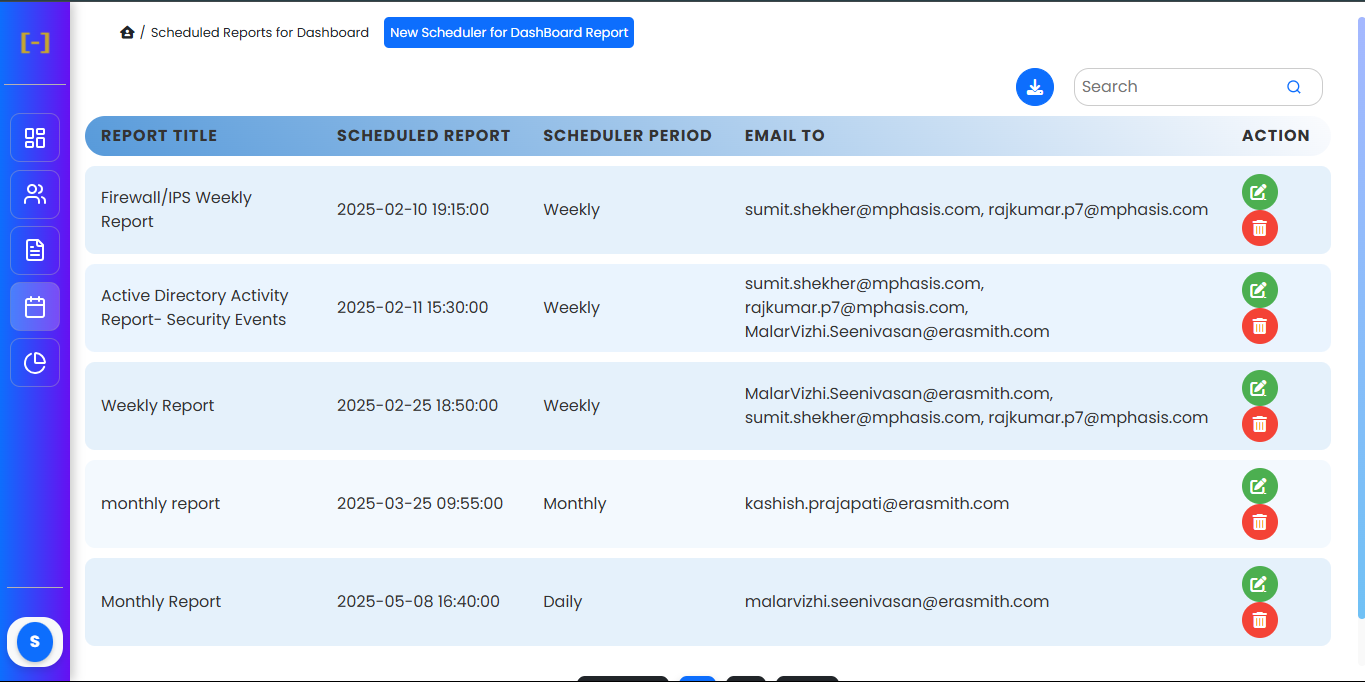 [-]
/ Scheduled Reports for Dashboard
New Scheduler for DashBoard Report
Search
REPORT TITLE SCHEDULED REPORT SCHEDULER PERIOD EMAIL TO ACTION
Firewall/IPS Weekly
Report
2025-02-10 19:15:00
Weekly
sumit.shekher@mphasis.com, rajkumar.p7@mphasis.com
Active Directory Activity
Report- Security Events
2025-02-11 15:30:00
Weekly
sumit.shekher@mphasis.com,
rajkumar.p7@mphasis.com,
MalarVizhi.Seenivasan@erasmith.com
Weekly Report
2025-02-25 18:50:00
Weekly
MalarVizhi.Seenivasan@erasmith.com,
sumit.shekher@mphasis.com, rajkumar.p7@mphasis.com
monthly report
2025-03-25 09:55:00
Monthly
kashish.prajapati@erasmith.com
Monthly Report
2025-05-08 16:40:00
Daily
malarvizhi.seenivasan@erasmith.com
S